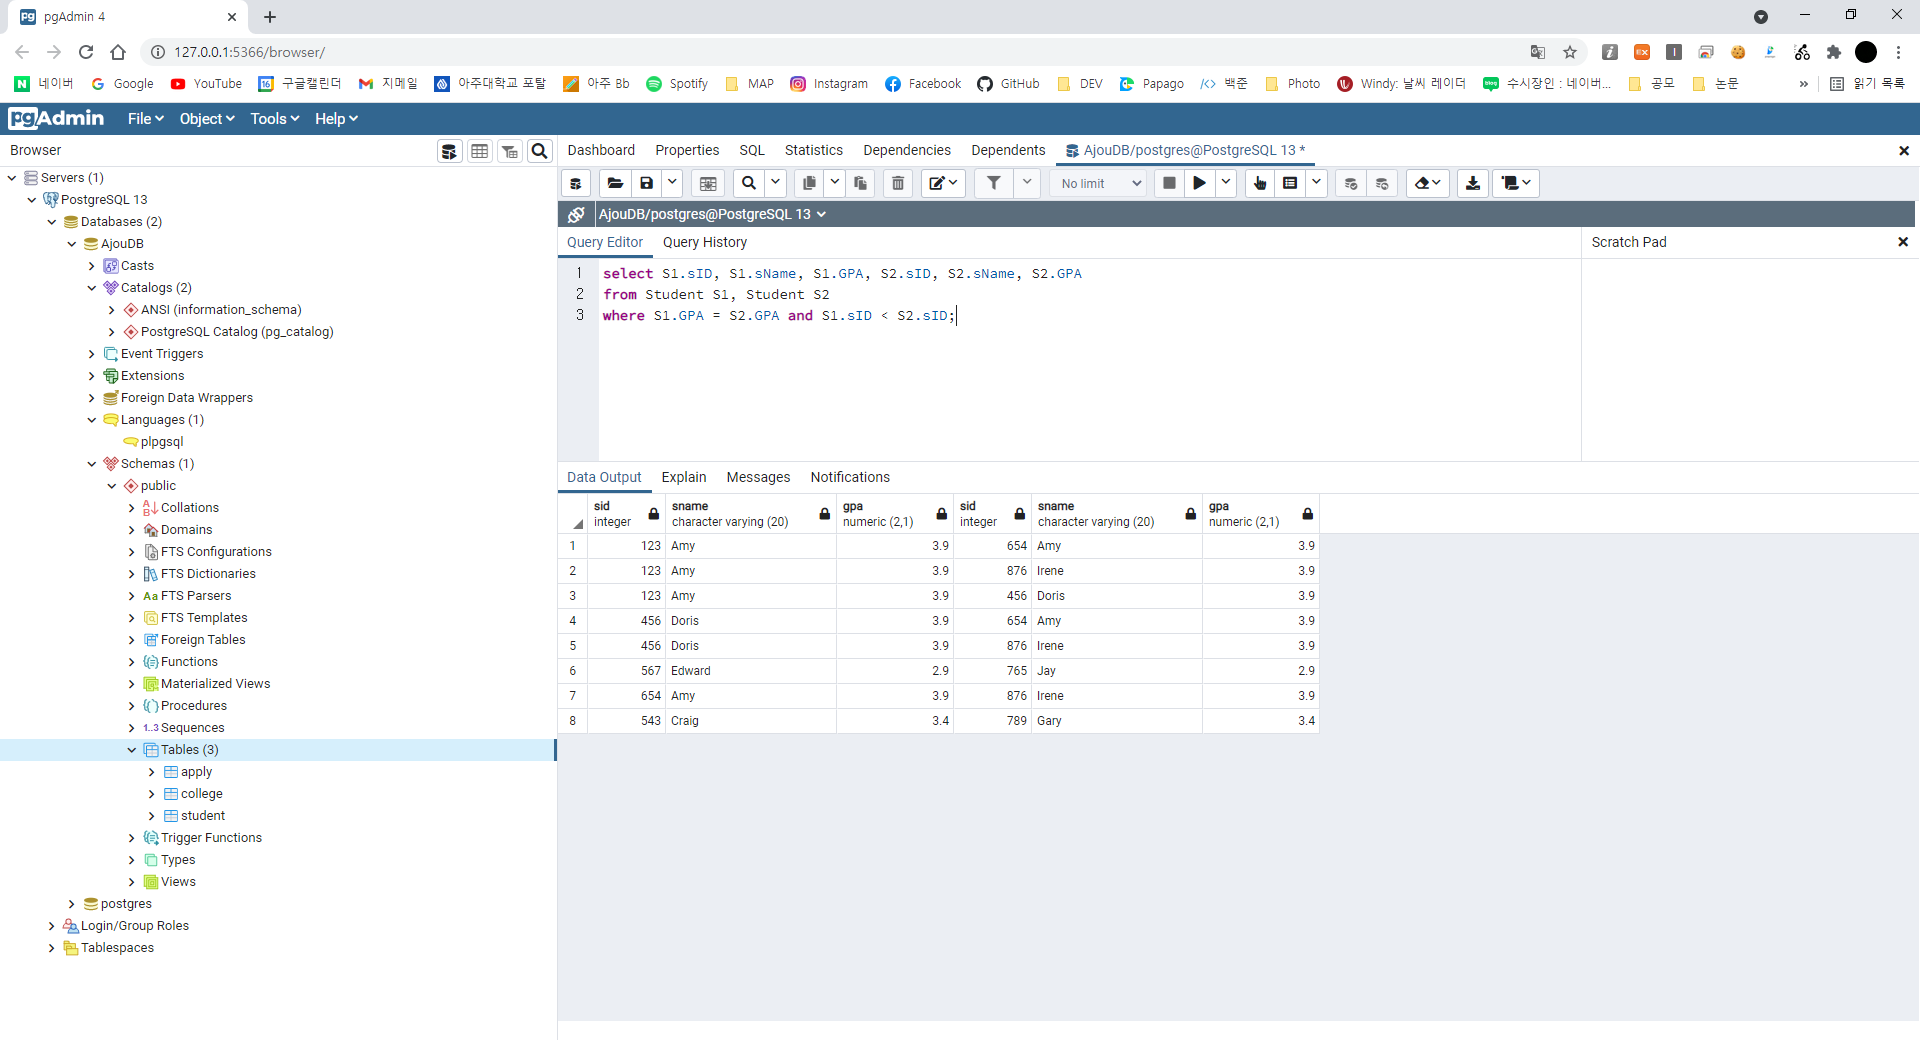 pgAdmin 4
127.0.0.1:5366/browser/
네이버 Google YouTube 구글캘린더 지메일 아주대학교 포탈 아주 Bb Spotify MAP Instagram Facebook GitHub DEV Papago 백준 Photo Windy: 날씨 레이더 수시장인 : 네이버... 공모 논문 » 읽기 목록
pgAdmin File Object Tools Help
Browser
Dashboard Properties SQL Statistics Dependencies Dependents AjouDB/postgres@PostgreSQL 13 *
No limit
AjouDB/postgres@PostgreSQL 13
Servers (1)
PostgreSQL 13
Databases (2)
AjouDB
Casts
Catalogs (2)
ANSI (information_schema)
PostgreSQL Catalog (pg_catalog)
Event Triggers
Extensions
Foreign Data Wrappers
Languages (1)
plpgsql
Schemas (1)
public
Collations
Domains
FTS Configurations
FTS Dictionaries
Aa FTS Parsers
FTS Templates
Foreign Tables
Functions
Materialized Views
Procedures
1..3 Sequences
Tables (3)
apply
college
student
Trigger Functions
Types
Views
postgres
Login/Group Roles
Tablespaces
Query Editor Query History
Scratch Pad
1 select S1.sID, S1.sName, S1.GPA, S2.sID, S2.sName, S2.GPA
2 from Student S1, Student S2
3 where S1.GPA = S2.GPA and S1.sID < S2.sID;
Data Output Explain Messages Notifications
sid sname gpa sid sname gpa
integer character varying (20) numeric (2,1) integer character varying (20) numeric (2,1)
1 123 Amy 3.9 654 Amy 3.9
2 123 Amy 3.9 876 Irene 3.9
3 123 Amy 3.9 456 Doris 3.9
4 456 Doris 3.9 654 Amy 3.9
5 456 Doris 3.9 876 Irene 3.9
6 567 Edward 2.9 765 Jay 2.9
7 654 Amy 3.9 876 Irene 3.9
8 543 Craig 3.4 789 Gary 3.4